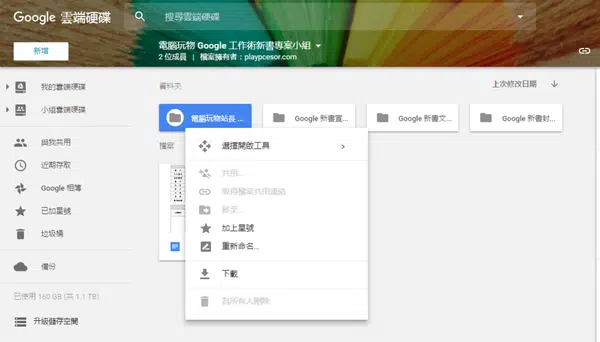 Google 雲端硬碟
搜尋雲端硬碟
新增
電腦玩物 Google 工作術新書專案小組
2 位成員 | 檔案擁有者：playpcesor.com
我的雲端硬碟
小組雲端硬碟
與我共用
近期存取
Google 相簿
已加星號
垃圾桶
備份
已使用 160 GB (共 1.1 TB)
升級儲存空間
資料夾
上次修改日期
電腦玩物站長
Google 新書宣...
Google 新書文...
Google 新書封...
檔案
選擇開啟工具
共用...
取得檔案共用連結
移至...
加上星號
重新命名...
下載
為所有人刪除